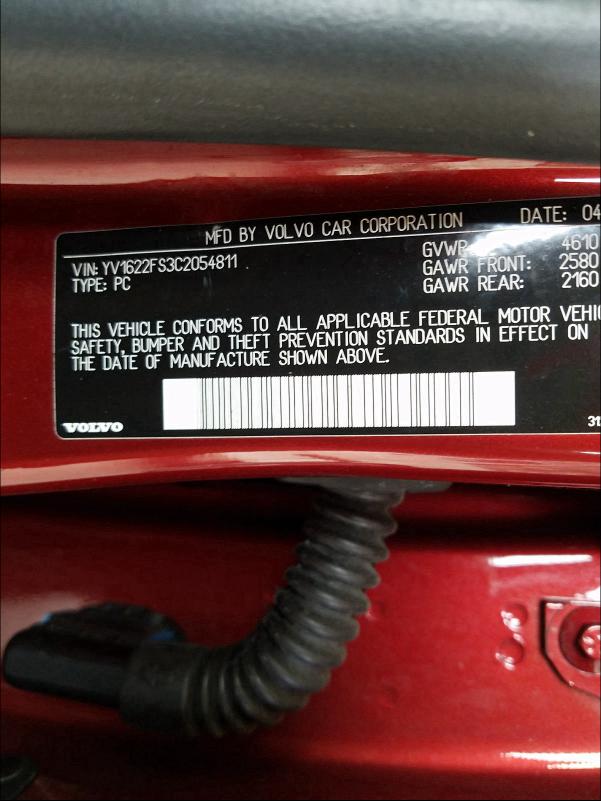 MFD BY VOLVO CAR CORPORATION DATE: 04
VIN: YV1622FS3C2054811 GVWR 4610
TYPE: PC GAWR FRONT: 2580
GAWR REAR: 2160
THIS VEHICLE CONFORMS TO ALL APPLICABLE FEDERAL MOTOR VEHIC
SAFETY, BUMPER AND THEFT PREVENTION STANDARDS IN EFFECT ON
THE DATE OF MANUFACTURE SHOWN ABOVE.
VOLVO 31